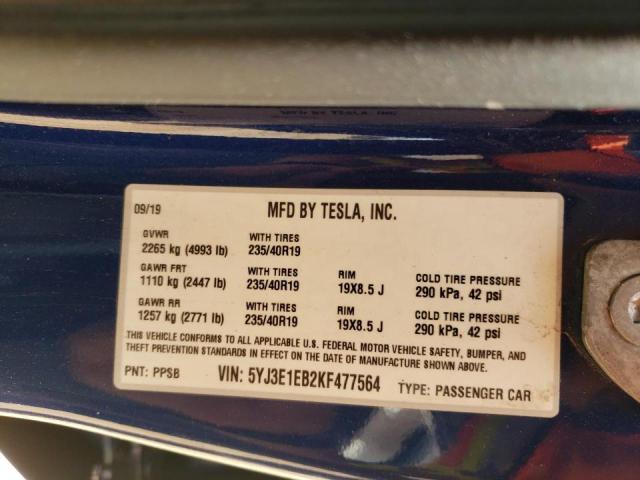 MFD BY TESLA, INC.
09/19 MFD BY TESLA, INC.
GVWR WITH TIRES
2265 kg (4993 lb) 235/40R19
GAWR FRT WITH TIRES RIM COLD TIRE PRESSURE
1110 kg (2447 lb) 235/40R19 19X8.5 J 290 kPa, 42 psi
GAWR RR WITH TIRES RIM COLD TIRE PRESSURE
1257 kg (2771 lb) 235/40R19 19X8.5 J 290 kPa, 42 psi
THIS VEHICLE CONFORMS TO ALL APPLICABLE U.S. FEDERAL MOTOR VEHICLE SAFETY, BUMPER, AND
THEFT PREVENTION STANDARDS IN EFFECT ON THE DATE OF MANUFACTURE SHOWN ABOVE.
PNT: PPSB VIN: 5YJ3E1EB2KF477564 TYPE: PASSENGER CAR